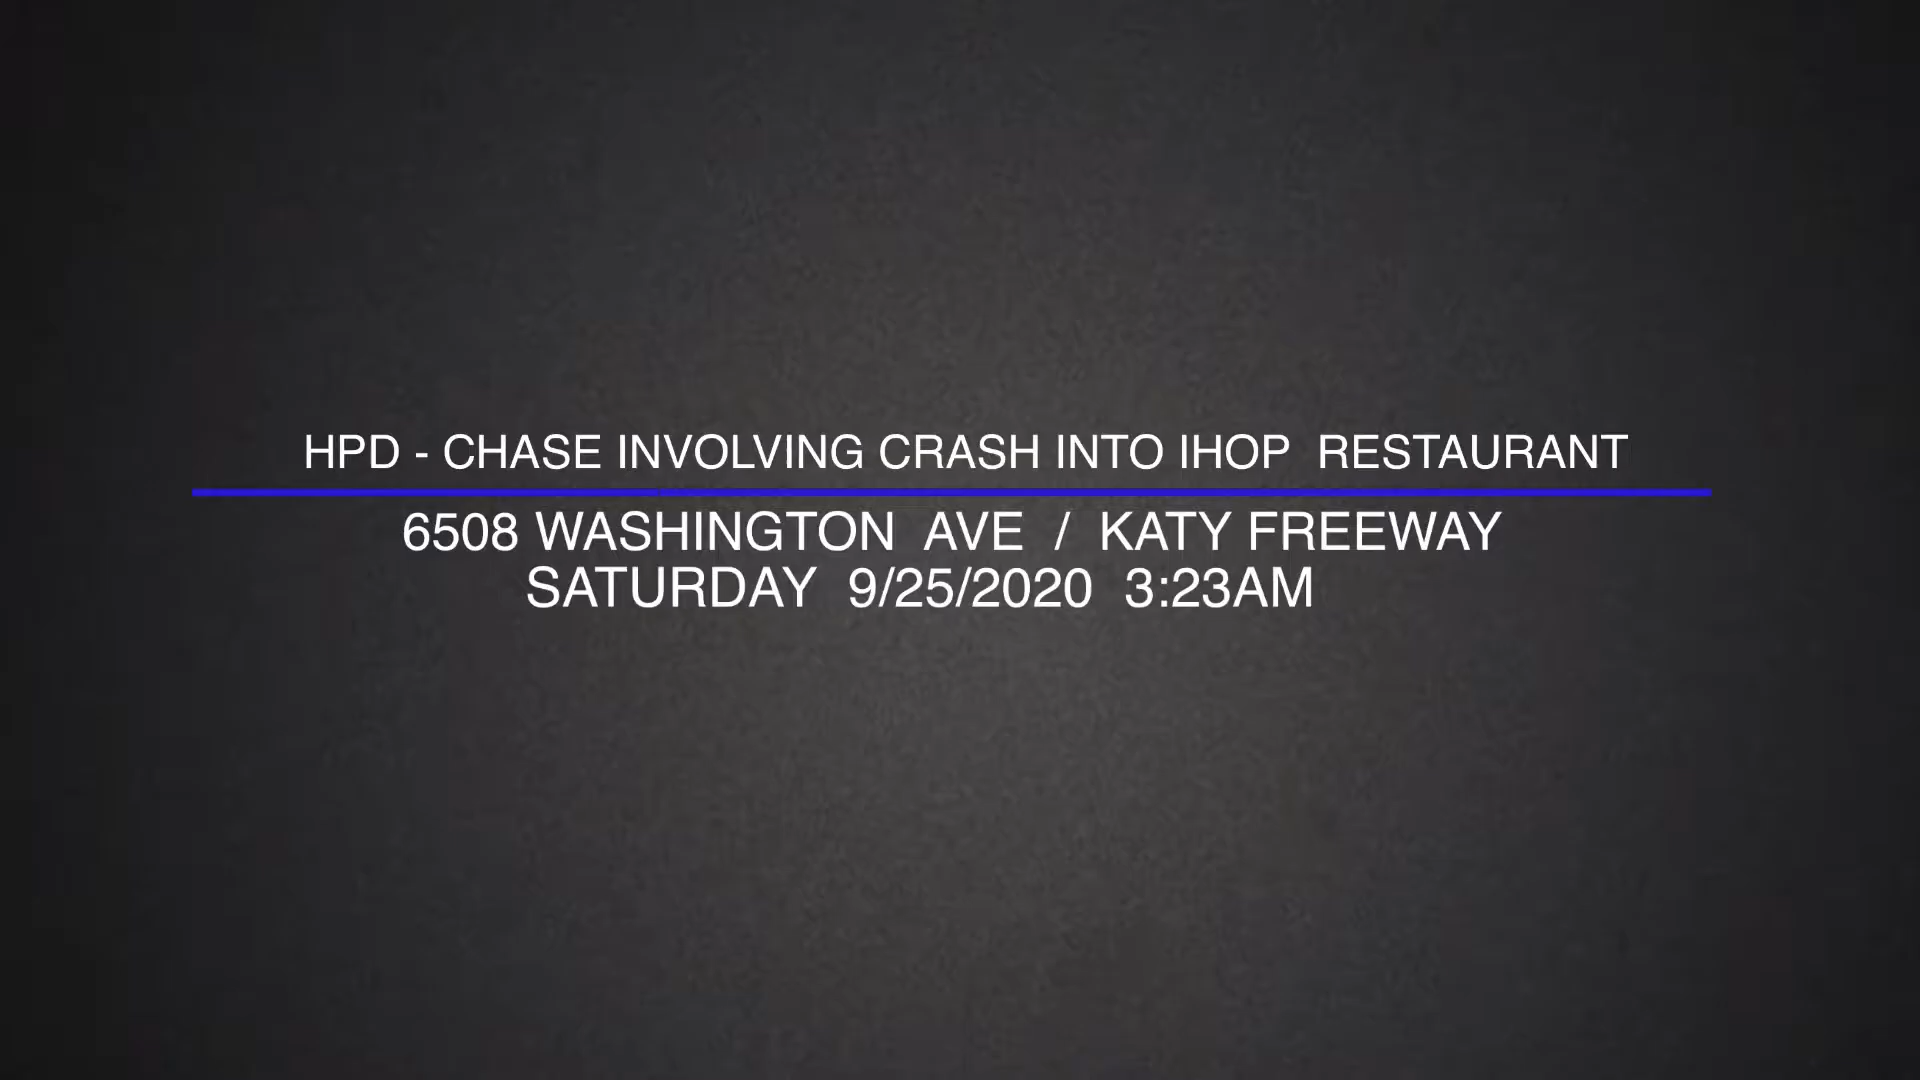 HPD - CHASE INVOLVING CRASH INTO IHOP RESTAURANT
6508 WASHINGTON AVE / KATY FREEWAY
SATURDAY 9/25/2020 3:23AM